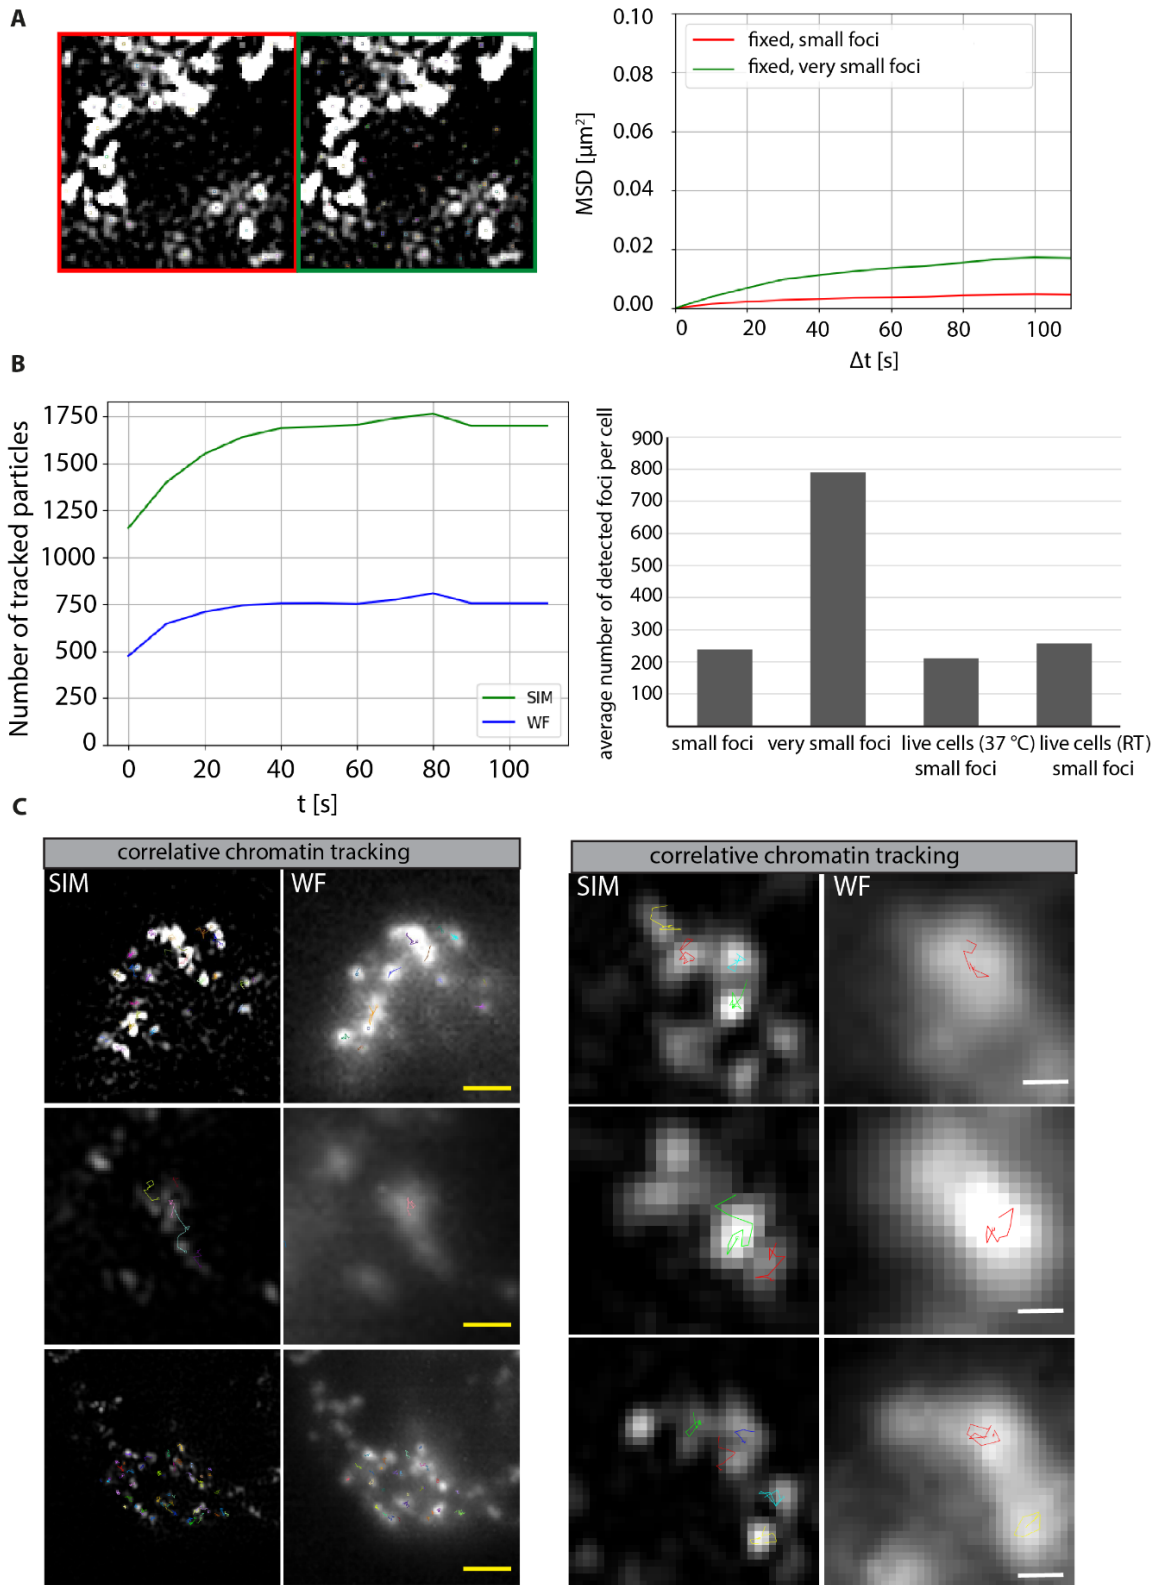 A
0.10
0.08
0.06
0.04
0.02
0.00
MSD [µm²]
fixed, small foci
fixed, very small foci
0 20 40 60 80 100
Δt [s]
B
1750
1500
1250
1000
750
500
250
0
Number of tracked particles
SIM
WF
0 20 40 60 80 100
t [s]
average number of detected foci per cell
900
800
700
600
500
400
300
200
100
small foci very small foci live cells (37 °C) live cells (RT)
small foci small foci
C
correlative chromatin tracking
SIM WF
correlative chromatin tracking
SIM WF